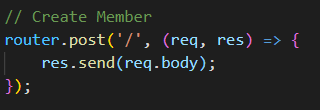 // Create Member
router.post('/', (req, res) => {
    res.send(req.body);
});